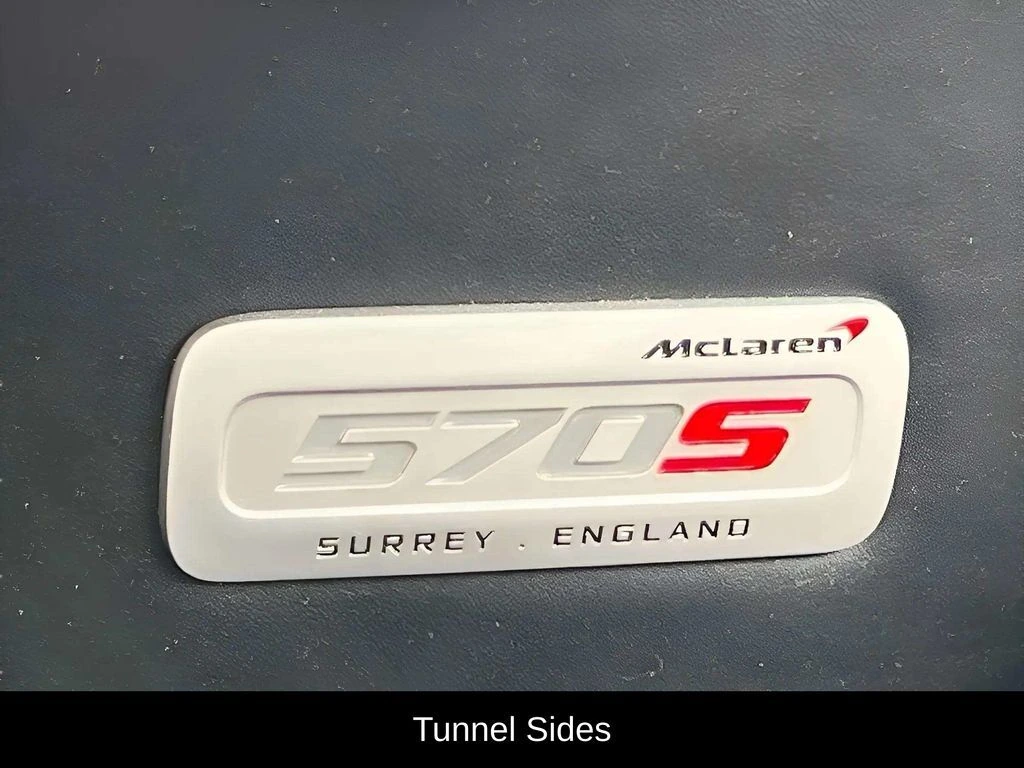 McLaren
570S
SURREY . ENGLAND
Tunnel Sides